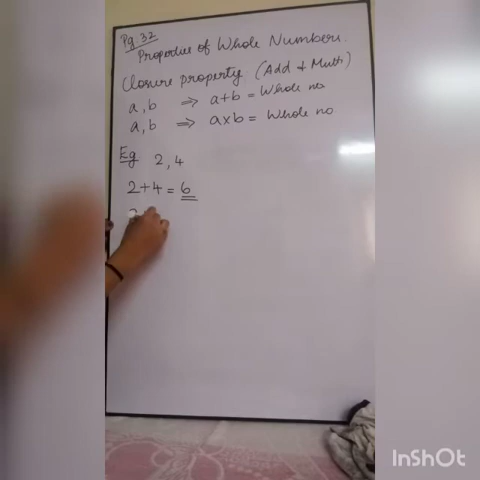 Pg. 32
Properties of Whole Numbers.
Closure property (Add & Mult)
a, b ⇒ a+b = Whole no
a, b ⇒ a×b = Whole no
Eg 2, 4
2+4 = 6
2
InShOt